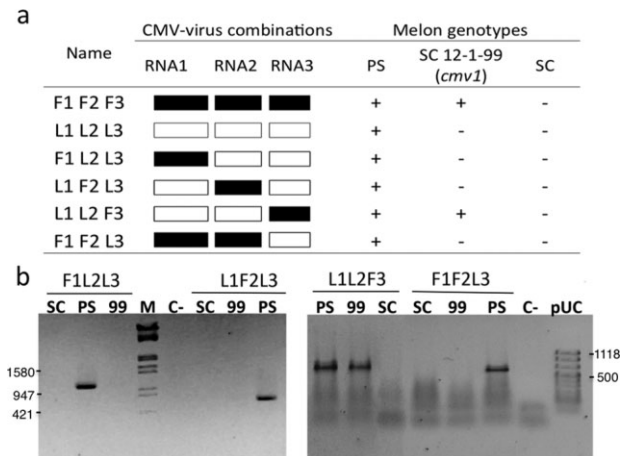 a
CMV-virus combinations Melon genotypes
Name RNA1 RNA2 RNA3 PS SC 12-1-99 (cmv1) SC
F1 F2 F3 + + -
L1 L2 L3 + - -
F1 L2 L3 + - -
L1 F2 L3 + - -
L1 L2 F3 + + -
F1 F2 L3 + - -
b
F1L2L3 L1F2L3 L1L2F3 F1F2L3
SC PS 99 M C- SC 99 PS PS 99 SC SC 99 PS C- pUC
1580
947
421
1118
500